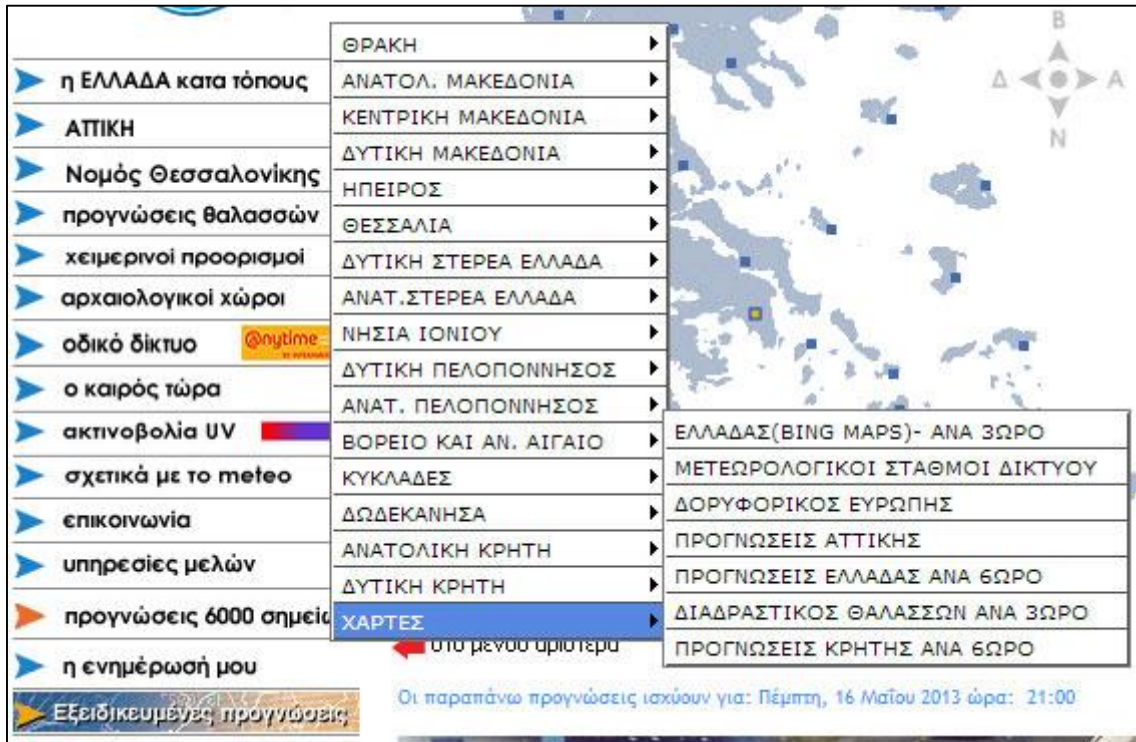 η ΕΛΛΑΔΑ κατα τόπους
ΑΤΤΙΚΗ
Νομός Θεσσαλονίκης
προγνώσεις θαλασσών
χειμερινοί προορισμοί
αρχαιολογικοί χώροι
οδικό δίκτυο
@nytime
ο καιρός τώρα
ακτινοβολία UV
σχετικά με το meteo
επικοινωνία
υπηρεσίες μελών
προγνώσεις 6000
η ενημέρωσή μου
Εξειδικευμένες προγνώσεις
ΘΡΑΚΗ
ΑΝΑΤΟΛ. ΜΑΚΕΔΟΝΙΑ
ΚΕΝΤΡΙΚΗ ΜΑΚΕΔΟΝΙΑ
ΔΥΤΙΚΗ ΜΑΚΕΔΟΝΙΑ
ΗΠΕΙΡΟΣ
ΘΕΣΣΑΛΙΑ
ΔΥΤΙΚΗ ΣΤΕΡΕΑ ΕΛΛΑΔΑ
ΑΝΑΤ.ΣΤΕΡΕΑ ΕΛΛΑΔΑ
ΝΗΣΙΑ ΙΟΝΙΟΥ
ΔΥΤΙΚΗ ΠΕΛΟΠΟΝΝΗΣΟΣ
ΑΝΑΤ. ΠΕΛΟΠΟΝΝΗΣΟΣ
ΒΟΡΕΙΟ ΚΑΙ ΑΝ. ΑΙΓΑΙΟ
ΚΥΚΛΑΔΕΣ
ΔΩΔΕΚΑΝΗΣΑ
ΑΝΑΤΟΛΙΚΗ ΚΡΗΤΗ
ΔΥΤΙΚΗ ΚΡΗΤΗ
ΧΑΡΤΕΣ
ΕΛΛΑΔΑΣ(BING MAPS)- ΑΝΑ 3ΩΡΟ
ΜΕΤΕΩΡΟΛΟΓΙΚΟΙ ΣΤΑΘΜΟΙ ΔΙΚΤΥΟΥ
ΔΟΡΥΦΟΡΙΚΟΣ ΕΥΡΩΠΗΣ
ΠΡΟΓΝΩΣΕΙΣ ΑΤΤΙΚΗΣ
ΠΡΟΓΝΩΣΕΙΣ ΕΛΛΑΔΑΣ ΑΝΑ 6ΩΡΟ
ΔΙΑΔΡΑΣΤΙΚΟΣ ΘΑΛΑΣΣΩΝ ΑΝΑ 3ΩΡΟ
ΠΡΟΓΝΩΣΕΙΣ ΚΡΗΤΗΣ ΑΝΑ 6ΩΡΟ
Β
Δ Α
Ν
στο μενού αριστερά
Οι παραπάνω προγνώσεις ισχύουν για: Πέμπτη, 16 Μαΐου 2013 ώρα: 21:00